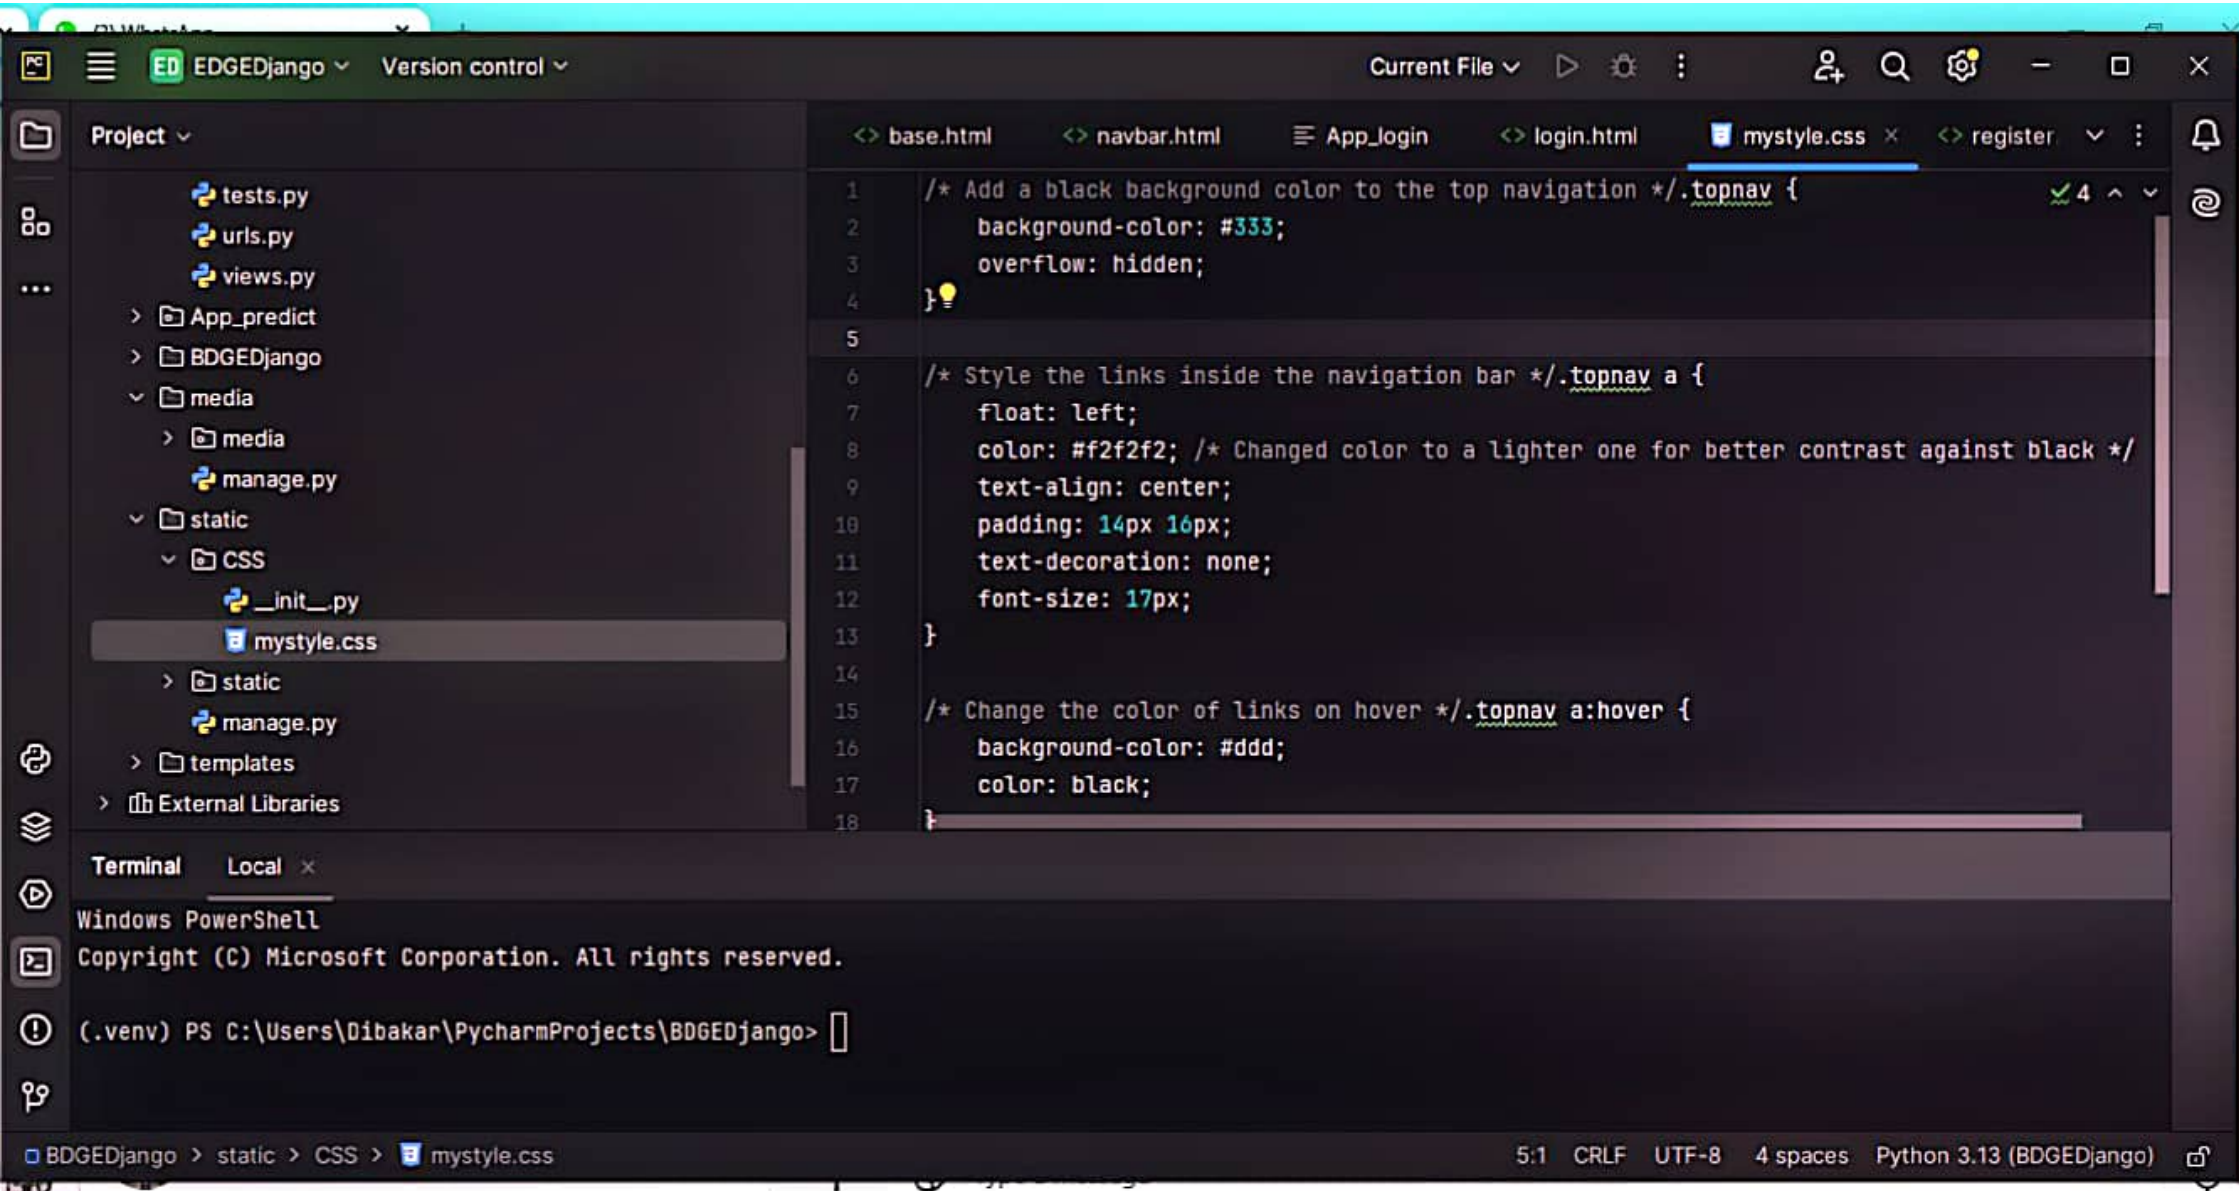 (2) WhatsApp
PC
ED EDGEDjango
Version control
Current File
Project
base.html
navbar.html
App_login
login.html
mystyle.css
register
tests.py
urls.py
views.py
App_predict
BDGEDjango
media
media
manage.py
static
CSS
__init__.py
mystyle.css
static
manage.py
templates
External Libraries
4
1 /* Add a black background color to the top navigation */.topnav {
2 background-color: #333;
3 overflow: hidden;
4 }
5
6 /* Style the links inside the navigation bar */.topnav a {
7 float: left;
8 color: #f2f2f2; /* Changed color to a lighter one for better contrast against black */
9 text-align: center;
10 padding: 14px 16px;
11 text-decoration: none;
12 font-size: 17px;
13 }
14
15 /* Change the color of links on hover */.topnav a:hover {
16 background-color: #ddd;
17 color: black;
18 }
Terminal
Local
Windows PowerShell
Copyright (C) Microsoft Corporation. All rights reserved.
(.venv) PS C:\Users\Dibakar\PycharmProjects\BDGEDjango>
BDGEDjango > static > CSS > mystyle.css
5:1 CRLF UTF-8 4 spaces Python 3.13 (BDGEDjango)